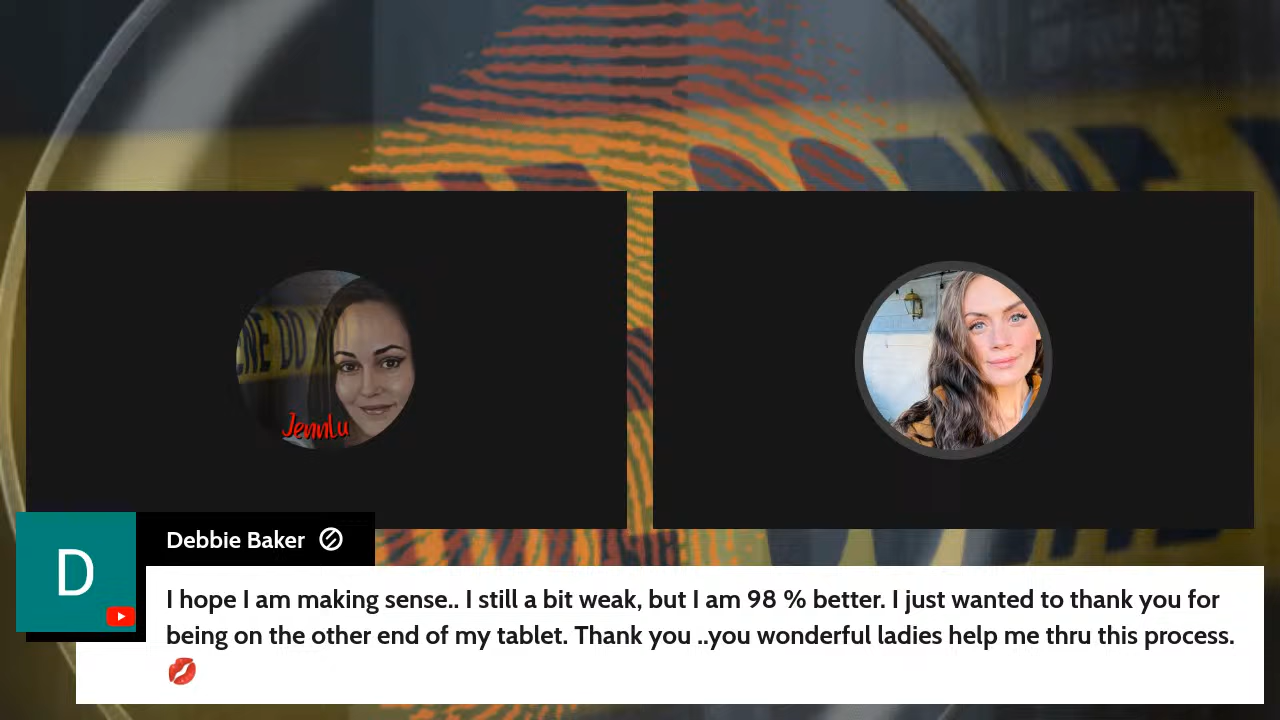 CNE DO
JennLu
D
Debbie Baker
I hope I am making sense.. I still a bit weak, but I am 98 % better. I just wanted to thank you for
being on the other end of my tablet. Thank you ..you wonderful ladies help me thru this process.
💋